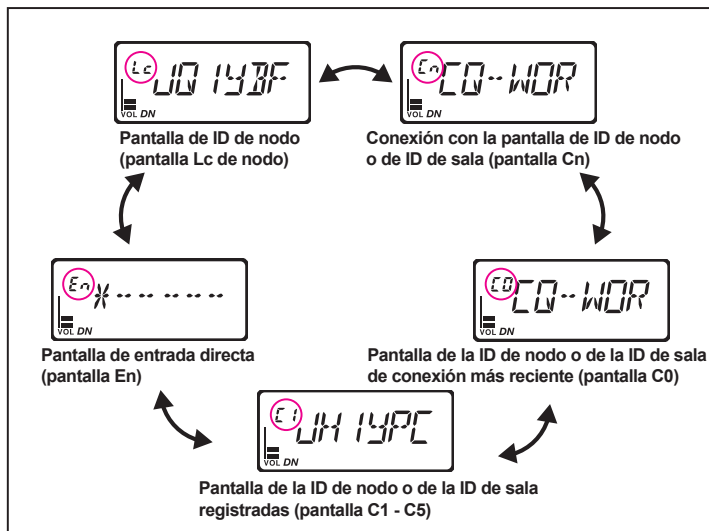 Lc JQ1YBF
VOL DN
Pantalla de ID de nodo
(pantalla Lc de nodo)
Cn CQ--WOR
VOL DN
Conexión con la pantalla de ID de nodo
o de ID de sala (pantalla Cn)
En *------
VOL DN
Pantalla de entrada directa
(pantalla En)
C0 CQ--WOR
VOL DN
Pantalla de la ID de nodo o de la ID de sala
de conexión más reciente (pantalla C0)
C1 JH1YPC
VOL DN
Pantalla de la ID de nodo o de la ID de sala
registradas (pantalla C1 - C5)